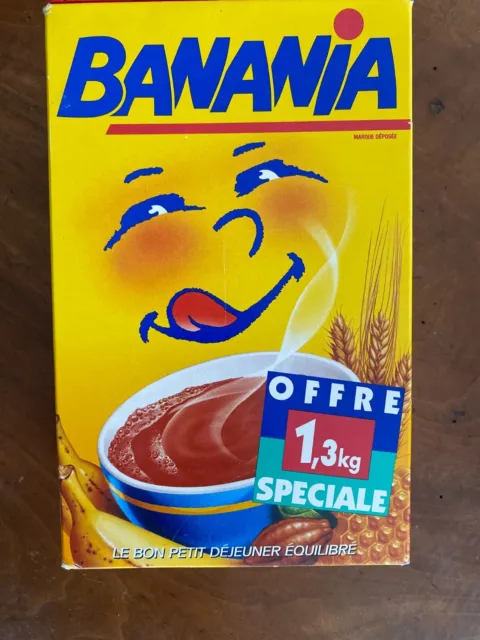 BANANiA
MARQUE DÉPOSÉE
OFFRE
1,3kg
SPECIALE
LE BON PETIT DÉJEUNER ÉQUILIBRÉ